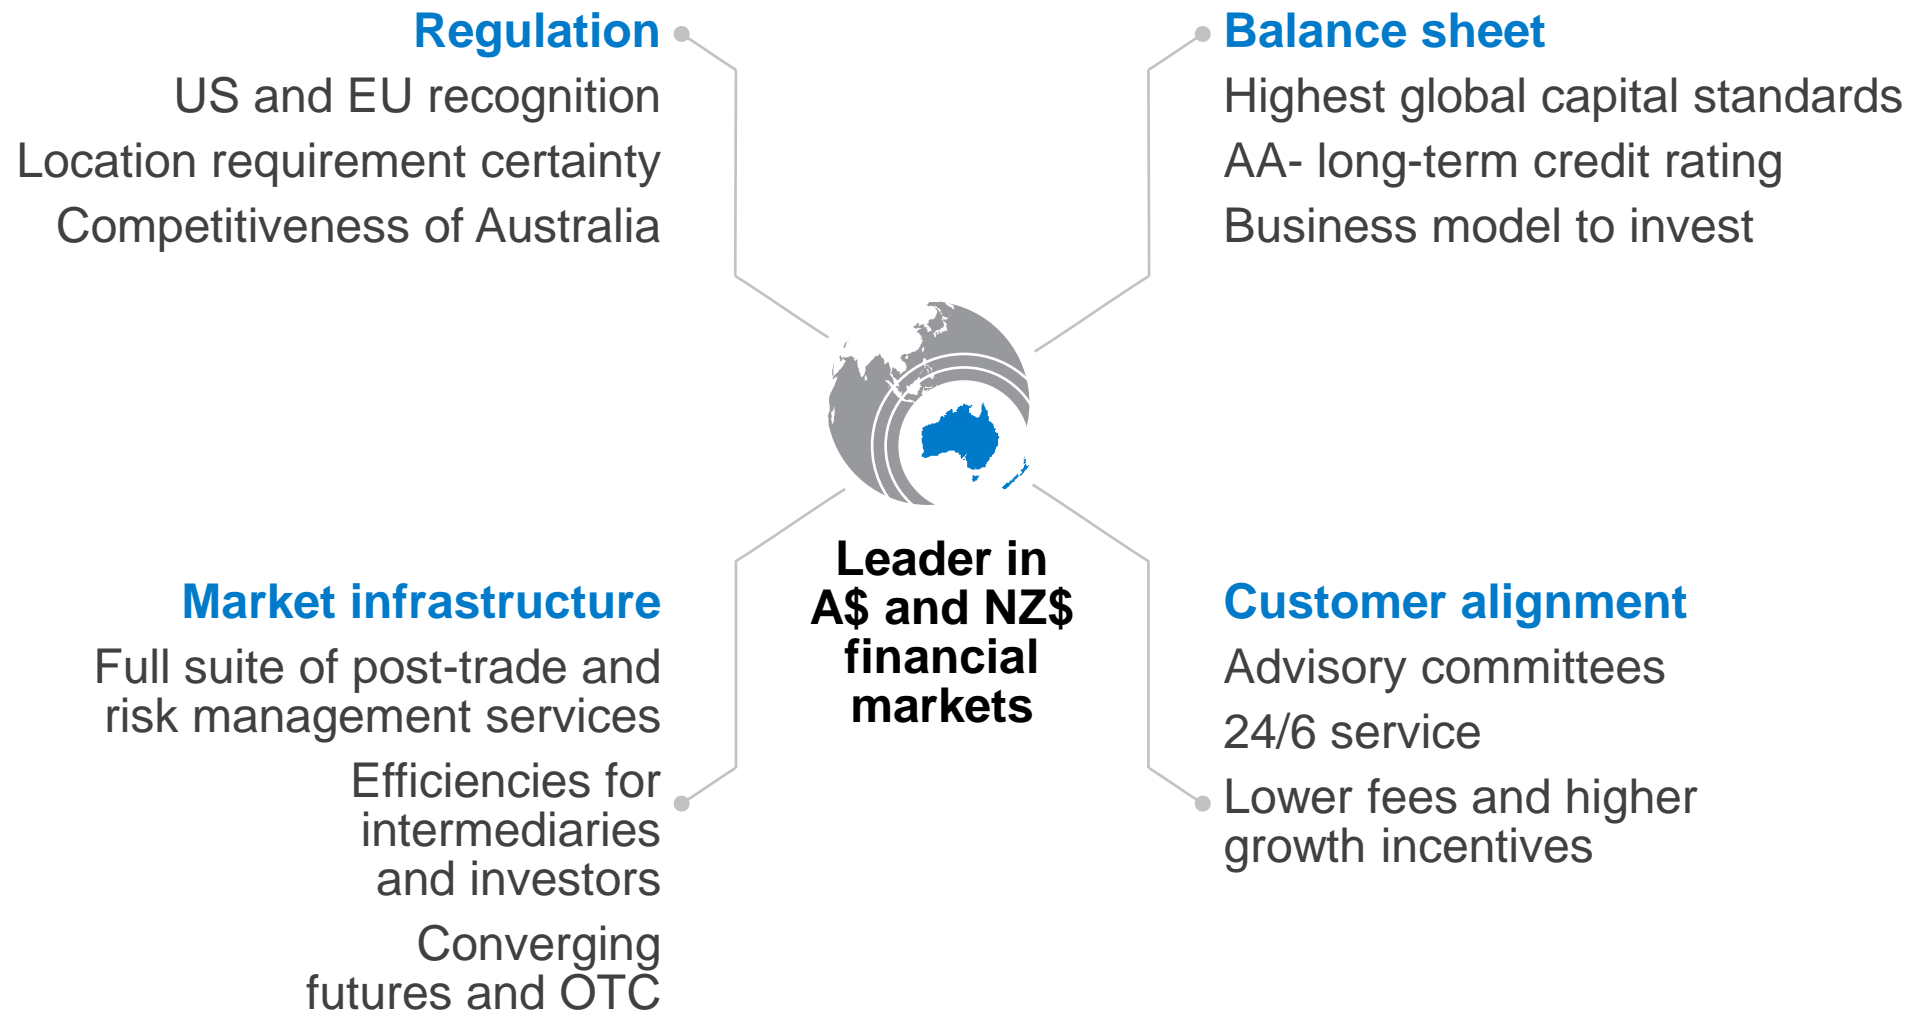 Regulation
US and EU recognition
Location requirement certainty
Competitiveness of Australia
Balance sheet
Highest global capital standards
AA- long-term credit rating
Business model to invest
Leader in
A$ and NZ$
financial
markets
Market infrastructure
Full suite of post-trade and
risk management services
Efficiencies for
intermediaries
and investors
Converging
futures and OTC
Customer alignment
Advisory committees
24/6 service
Lower fees and higher
growth incentives